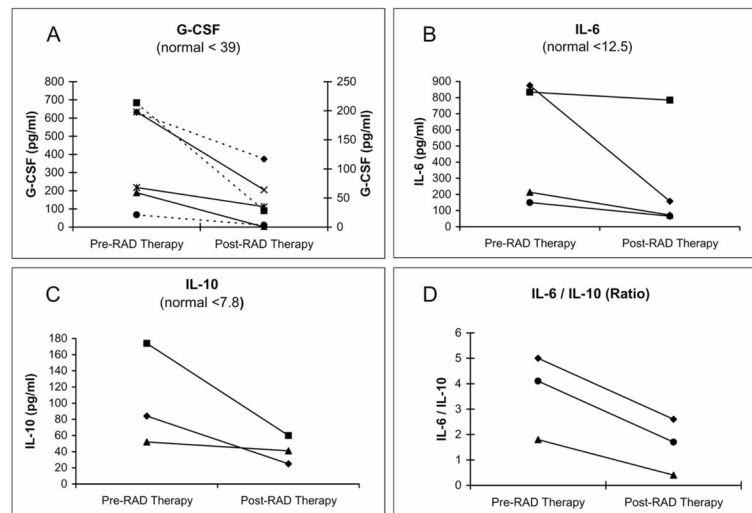 A
G-CSF
(normal < 39)
G-CSF (pg/ml)
800
700
600
500
400
300
200
100
0
250
200
150
100
50
0
G-CSF (pg/ml)
Pre-RAD Therapy Post-RAD Therapy
B
IL-6
(normal <12.5)
IL-6 (pg/ml)
900
800
700
600
500
400
300
200
100
0
Pre-RAD Therapy Post-RAD Therapy
C
IL-10
(normal <7.8)
IL-10 (pg/ml)
180
160
140
120
100
80
60
40
20
0
Pre-RAD Therapy Post-RAD Therapy
D
IL-6 / IL-10 (Ratio)
IL-6 / IL-10
6
5
4
3
2
1
0
Pre-RAD Therapy Post-RAD Therapy